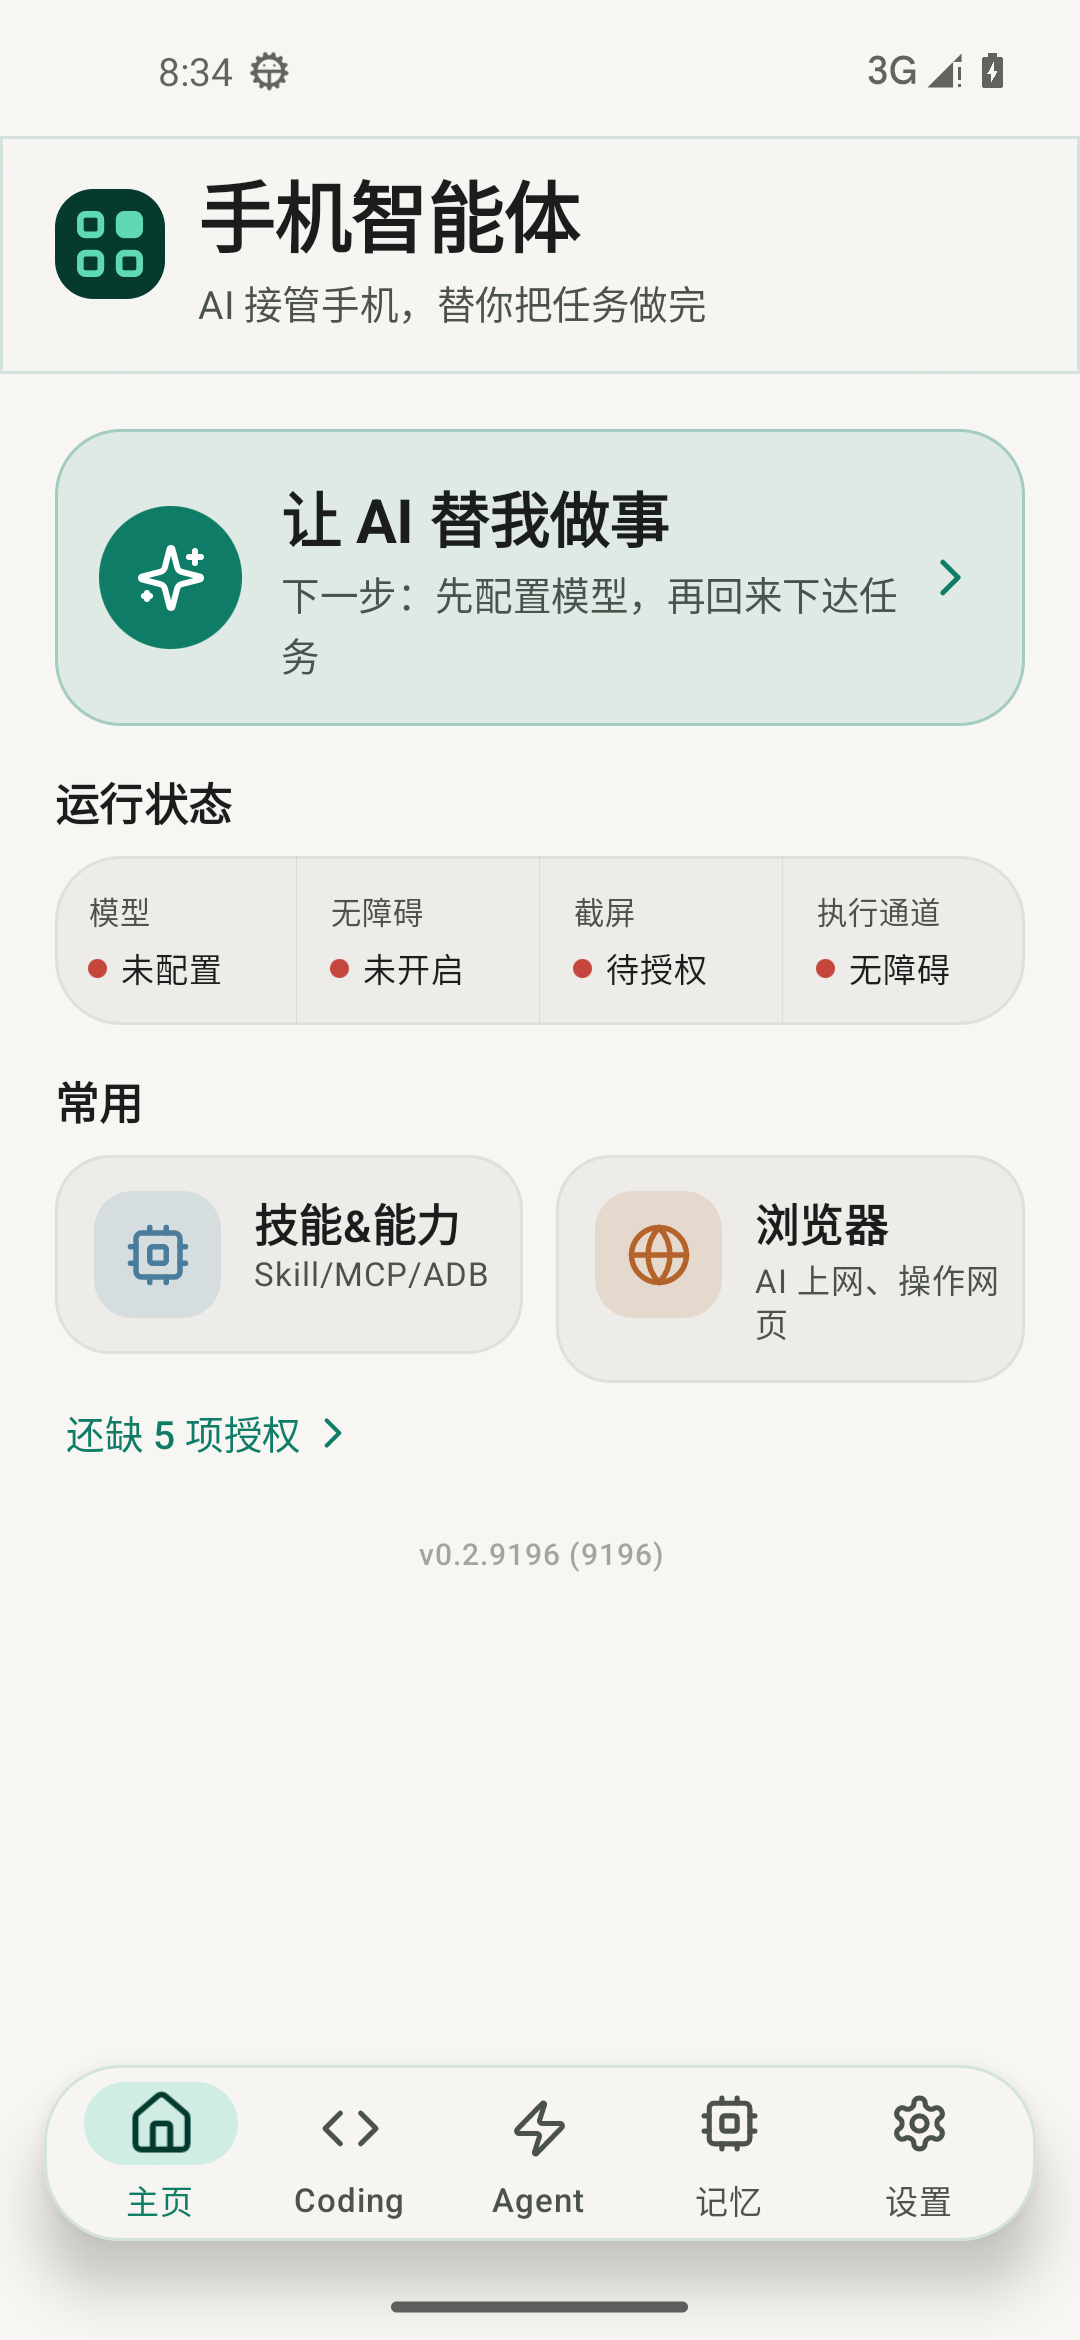 8:34
3G
手机智能体
AI 接管手机，替你把任务做完
让 AI 替我做事
下一步：先配置模型，再回来下达任
务
运行状态
模型
未配置
无障碍
未开启
截屏
待授权
执行通道
无障碍
常用
技能&能力
Skill/MCP/ADB
浏览器
AI 上网、操作网
页
还缺 5 项授权
v0.2.9196 (9196)
主页
Coding
Agent
记忆
设置